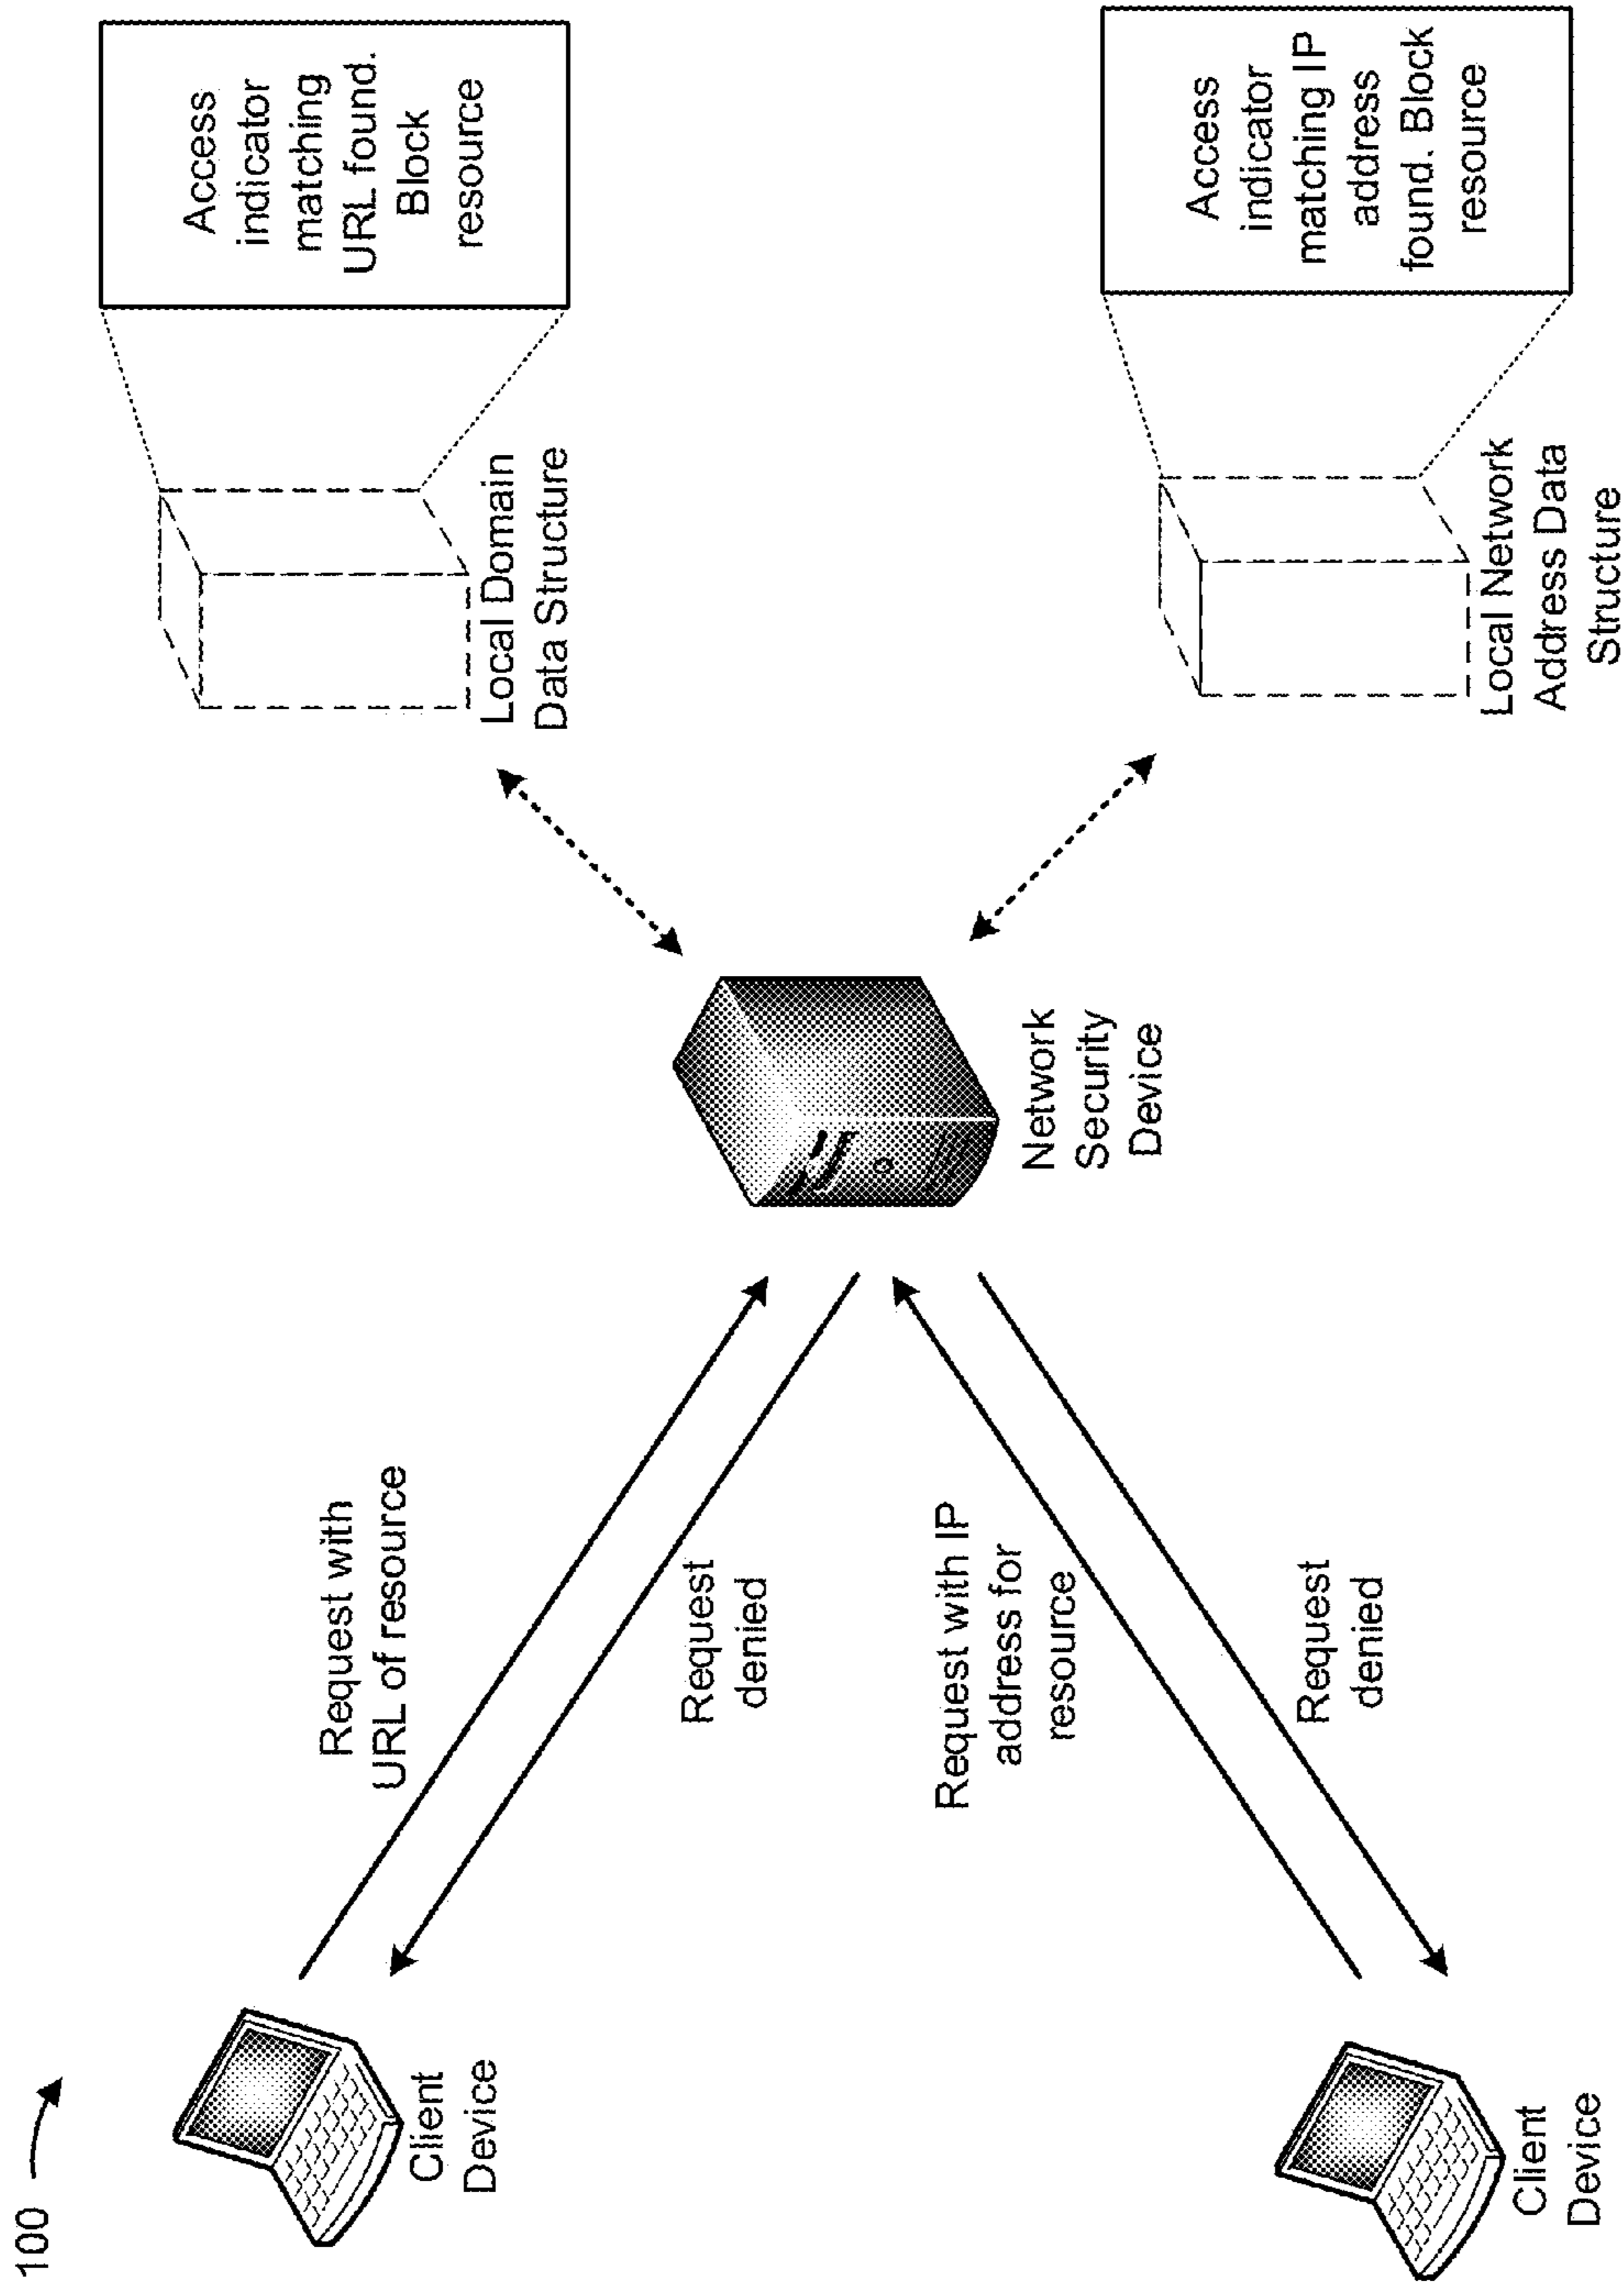 100
Client
Device
Request with
URL of resource
Request
denied
Network
Security
Device
Local Domain
Data Structure
Access
indicator
matching
URL found.
Block
resource
Client
Device
Request with IP
address for
resource
Request
denied
Local Network
Address Data
Structure
Access
indicator
matching IP
address
found. Block
resource